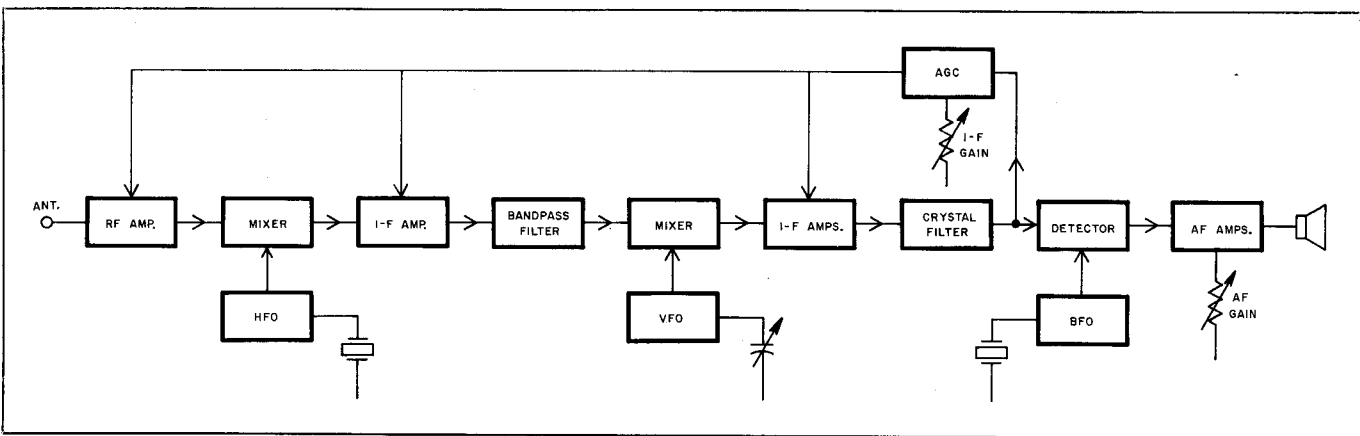 AGC
I-F
GAIN
ANT.
RF AMP.
MIXER
I-F AMP.
BANDPASS
FILTER
MIXER
I-F AMPS.
CRYSTAL
FILTER
DETECTOR
AF AMPS.
HFO
VFO
BFO
AF
GAIN